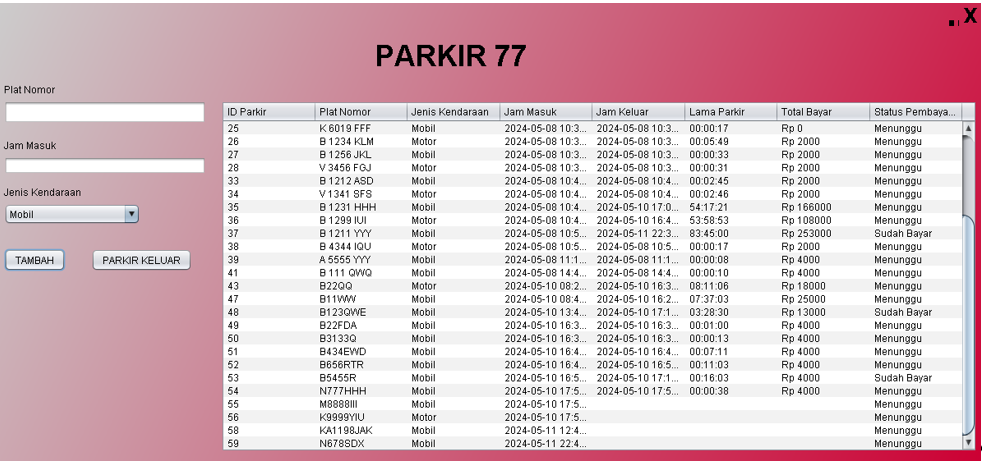 X
PARKIR 77
Plat Nomor
Jam Masuk
Jenis Kendaraan
Mobil
TAMBAH PARKIR KELUAR
ID Parkir Plat Nomor Jenis Kendaraan Jam Masuk Jam Keluar Lama Parkir Total Bayar Status Pembaya...
25 K 6019 FFF Mobil 2024-05-08 10:3... 2024-05-08 10:3... 00:00:17 Rp 0 Menunggu
26 B 1234 KLM Motor 2024-05-08 10:3... 2024-05-08 10:3... 00:05:49 Rp 2000 Menunggu
27 B 1256 JKL Mobil 2024-05-08 10:3... 2024-05-08 10:3... 00:00:33 Rp 2000 Menunggu
28 V 3456 FGJ Motor 2024-05-08 10:3... 2024-05-08 10:3... 00:00:31 Rp 2000 Menunggu
33 B 1212 ASD Mobil 2024-05-08 10:4... 2024-05-08 10:4... 00:02:45 Rp 2000 Menunggu
34 V 1341 SFS Motor 2024-05-08 10:4... 2024-05-08 10:4... 00:02:46 Rp 2000 Menunggu
35 B 1231 HHH Mobil 2024-05-08 10:4... 2024-05-10 17:0... 54:17:21 Rp 166000 Menunggu
36 B 1299 IUI Motor 2024-05-08 10:4... 2024-05-10 16:4... 53:58:53 Rp 108000 Menunggu
37 B 1211 YYY Mobil 2024-05-08 10:5... 2024-05-11 22:3... 83:45:00 Rp 253000 Sudah Bayar
38 B 4344 IQU Motor 2024-05-08 10:5... 2024-05-08 10:5... 00:00:17 Rp 2000 Menunggu
39 A 5555 YYY Mobil 2024-05-08 11:1... 2024-05-08 11:1... 00:00:08 Rp 4000 Menunggu
41 B 111 QWQ Mobil 2024-05-08 14:4... 2024-05-08 14:4... 00:00:10 Rp 4000 Menunggu
43 B22QQ Motor 2024-05-10 08:2... 2024-05-10 16:3... 08:11:06 Rp 18000 Menunggu
47 B11WW Mobil 2024-05-10 08:4... 2024-05-10 16:2... 07:37:03 Rp 25000 Menunggu
48 B123QWE Mobil 2024-05-10 13:4... 2024-05-10 17:1... 03:28:30 Rp 13000 Sudah Bayar
49 B22FDA Mobil 2024-05-10 16:3... 2024-05-10 16:3... 00:01:00 Rp 4000 Menunggu
50 B3133Q Mobil 2024-05-10 16:3... 2024-05-10 16:3... 00:00:13 Rp 4000 Menunggu
51 B434EWD Mobil 2024-05-10 16:4... 2024-05-10 16:4... 00:07:11 Rp 4000 Menunggu
52 B656RTR Mobil 2024-05-10 16:4... 2024-05-10 16:5... 00:11:03 Rp 4000 Menunggu
53 B5455R Mobil 2024-05-10 16:5... 2024-05-10 17:1... 00:16:03 Rp 4000 Sudah Bayar
54 N777HHH Mobil 2024-05-10 17:5... 2024-05-10 17:5... 00:00:38 Rp 4000 Menunggu
55 M8888III Mobil 2024-05-10 17:5... Menunggu
56 K9999YIU Motor 2024-05-10 17:5... Menunggu
58 KA1198JAK Mobil 2024-05-11 12:4... Menunggu
59 N678SDX Mobil 2024-05-11 22:4... Menunggu